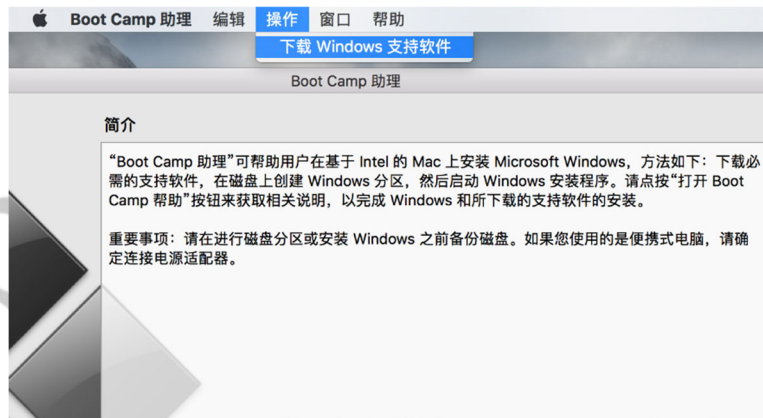 Boot Camp 助理 编辑 操作 窗口 帮助
下载 Windows 支持软件
Boot Camp 助理
简介
“Boot Camp 助理”可帮助用户在基于 Intel 的 Mac 上安装 Microsoft Windows，方法如下：下载必
需的支持软件，在磁盘上创建 Windows 分区，然后启动 Windows 安装程序。请点按“打开 Boot
Camp 帮助”按钮来获取相关说明，以完成 Windows 和所下载的支持软件的安装。
重要事项：请在进行磁盘分区或安装 Windows 之前备份磁盘。如果您使用的是便携式电脑，请确
定连接电源适配器。